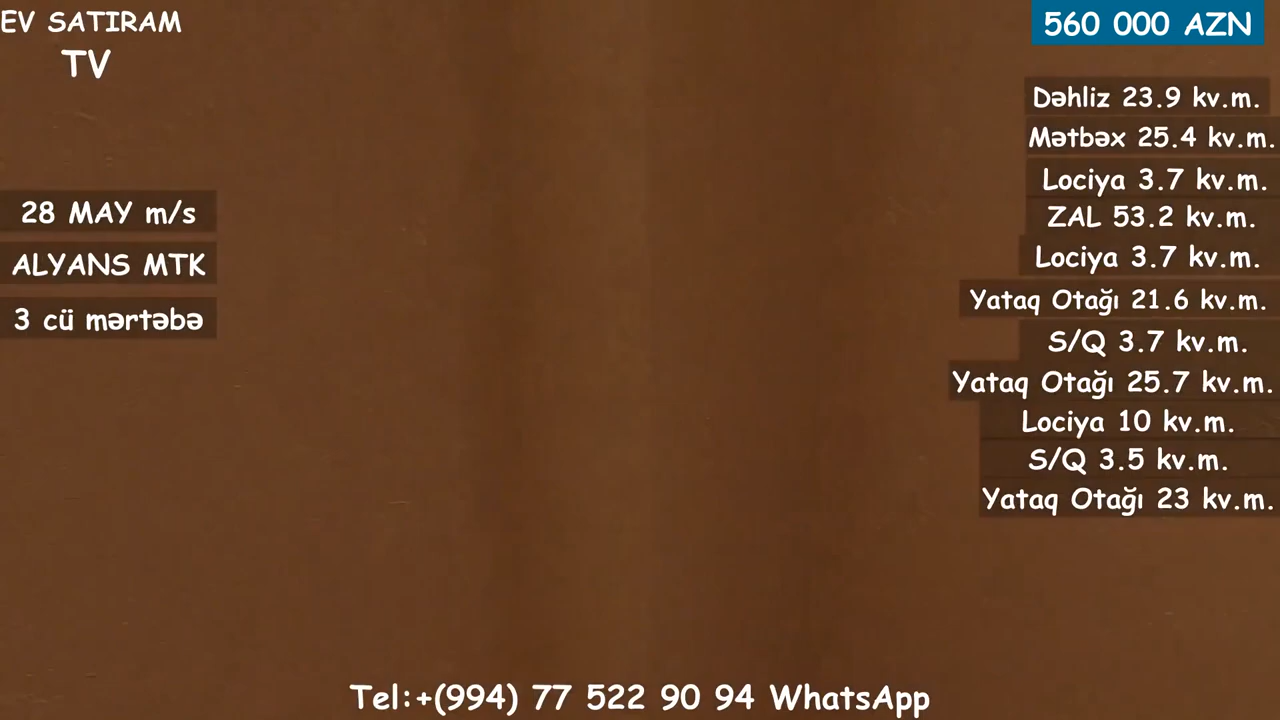 EV SATIRAM
TV
560 000 AZN
28 MAY m/s
ALYANS MTK
3 cü mərtəbə
Dəhliz 23.9 kv.m.
Mətbəx 25.4 kv.m.
Lociya 3.7 kv.m.
ZAL 53.2 kv.m.
Lociya 3.7 kv.m.
Yataq Otağı 21.6 kv.m.
S/Q 3.7 kv.m.
Yataq Otağı 25.7 kv.m.
Lociya 10 kv.m.
S/Q 3.5 kv.m.
Yataq Otağı 23 kv.m.
Tel:+(994) 77 522 90 94 WhatsApp